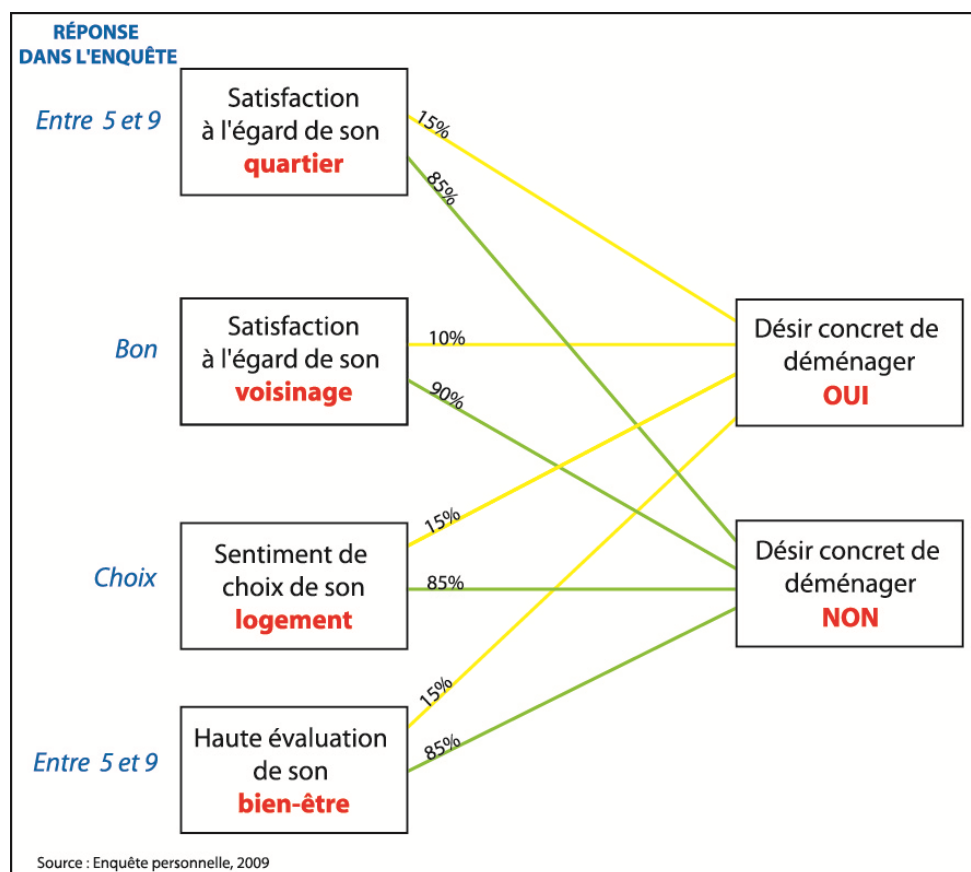 RÉPONSE
DANS L'ENQUÊTE
Entre 5 et 9
Satisfaction
à l'égard de son
quartier
15%
85%
Bon
Satisfaction
à l'égard de son
voisinage
10%
90%
Désir concret de
déménager
OUI
Choix
Sentiment de
choix de son
logement
15%
85%
Désir concret de
déménager
NON
Entre 5 et 9
Haute évaluation
de son
bien-être
15%
85%
Source : Enquête personnelle, 2009